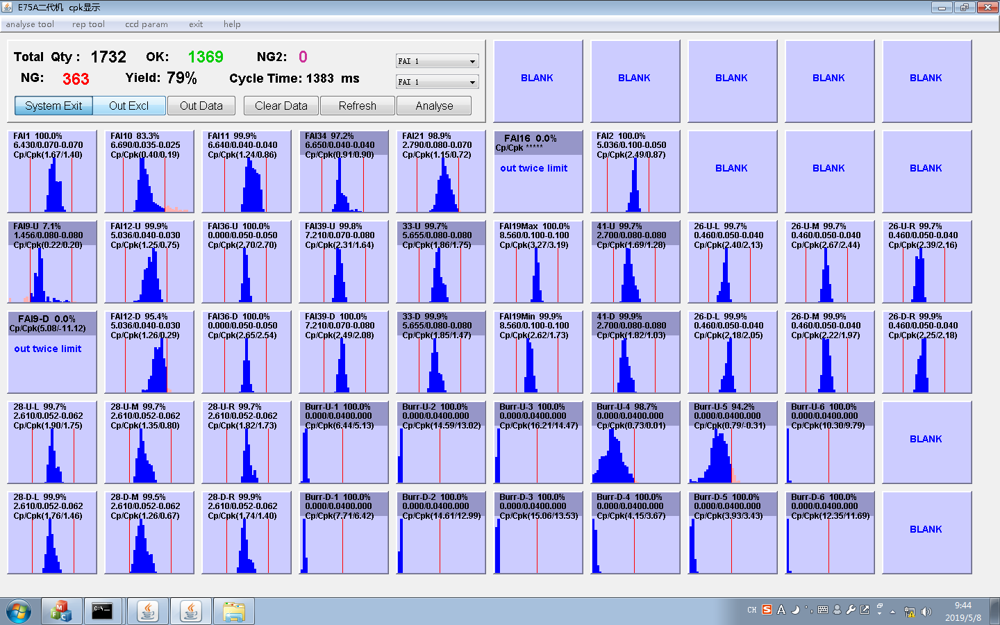 E75A二代机 cpk显示
analyse tool rep tool ccd param exit help
Total Qty : 1732 OK: 1369 NG2: 0
FAI 1
NG: 363 Yield: 79% Cycle Time: 1383 ms
FAI 1
System Exit Out Excl Out Data Clear Data Refresh Analyse
BLANK BLANK BLANK BLANK BLANK
FAI1 100.0%
6.430/0.070-0.070
Cp/Cpk(1.67/1.40)
FAI10 83.3%
6.690/0.035-0.025
Cp/Cpk(0.40/0.19)
FAI11 99.9%
6.640/0.040-0.040
Cp/Cpk(1.24/0.86)
FAI34 97.2%
6.650/0.040-0.040
Cp/Cpk(0.91/0.90)
FAI21 98.9%
2.790/0.080-0.070
Cp/Cpk(1.15/0.72)
FAI16 0.0%
Cp/Cpk *****
out twice limit
FAI2 100.0%
5.036/0.100-0.050
Cp/Cpk(2.49/0.87)
BLANK
BLANK
BLANK
FAI9-U 7.1%
1.456/0.080-0.080
Cp/Cpk(0.22/0.20)
FAI12-U 99.9%
5.036/0.040-0.030
Cp/Cpk(1.25/0.75)
FAI36-U 100.0%
0.000/0.050-0.050
Cp/Cpk(2.70/2.70)
FAI39-U 99.8%
7.210/0.070-0.080
Cp/Cpk(2.31/1.64)
33-U 99.7%
5.655/0.080-0.080
Cp/Cpk(1.86/1.75)
FAI19Max 100.0%
8.560/0.100-0.100
Cp/Cpk(3.27/3.19)
41-U 99.7%
2.700/0.080-0.080
Cp/Cpk(1.69/1.28)
26-U-L 99.7%
0.460/0.050-0.040
Cp/Cpk(2.40/2.13)
26-U-M 99.7%
0.460/0.050-0.040
Cp/Cpk(2.67/2.44)
26-U-R 99.7%
0.460/0.050-0.040
Cp/Cpk(2.39/2.16)
FAI9-D 0.0%
Cp/Cpk(5.08/-11.12)
out twice limit
FAI12-D 95.4%
5.036/0.040-0.030
Cp/Cpk(1.26/0.29)
FAI36-D 100.0%
0.000/0.050-0.050
Cp/Cpk(2.65/2.54)
FAI39-D 100.0%
7.210/0.070-0.080
Cp/Cpk(2.49/2.08)
33-D 99.9%
5.655/0.080-0.080
Cp/Cpk(1.85/1.47)
FAI19Min 99.9%
8.560/0.100-0.100
Cp/Cpk(2.62/1.73)
41-D 99.9%
2.700/0.080-0.080
Cp/Cpk(1.82/1.03)
26-D-L 99.9%
0.460/0.050-0.040
Cp/Cpk(2.18/2.05)
26-D-M 99.9%
0.460/0.050-0.040
Cp/Cpk(2.22/1.97)
26-D-R 99.9%
0.460/0.050-0.040
Cp/Cpk(2.25/2.18)
28-U-L 99.7%
2.610/0.052-0.062
Cp/Cpk(1.90/1.75)
28-U-M 99.7%
2.610/0.052-0.062
Cp/Cpk(1.35/0.80)
28-U-R 99.7%
2.610/0.052-0.062
Cp/Cpk(1.82/1.73)
Burr-U-1 100.0%
0.000/0.0400.000
Cp/Cpk(6.44/5.13)
Burr-U-2 100.0%
0.000/0.0400.000
Cp/Cpk(14.59/13.02)
Burr-U-3 100.0%
0.000/0.0400.000
Cp/Cpk(16.21/14.47)
Burr-U-4 98.7%
0.000/0.0400.000
Cp/Cpk(0.73/0.01)
Burr-U-5 94.2%
0.000/0.0400.000
Cp/Cpk(0.79/-0.31)
Burr-U-6 100.0%
0.000/0.0400.000
Cp/Cpk(10.30/9.79)
BLANK
28-D-L 99.9%
2.610/0.052-0.062
Cp/Cpk(1.76/1.46)
28-D-M 99.5%
2.610/0.052-0.062
Cp/Cpk(1.26/0.67)
28-D-R 99.9%
2.610/0.052-0.062
Cp/Cpk(1.74/1.40)
Burr-D-1 100.0%
0.000/0.0400.000
Cp/Cpk(7.71/6.42)
Burr-D-2 100.0%
0.000/0.0400.000
Cp/Cpk(14.61/12.99)
Burr-D-3 100.0%
0.000/0.0400.000
Cp/Cpk(15.06/13.53)
Burr-D-4 100.0%
0.000/0.0400.000
Cp/Cpk(4.15/3.67)
Burr-D-5 100.0%
0.000/0.0400.000
Cp/Cpk(3.93/3.43)
Burr-D-6 100.0%
0.000/0.0400.000
Cp/Cpk(12.35/11.69)
BLANK
M F C
C:\
CH S A
9:44
2019/5/8